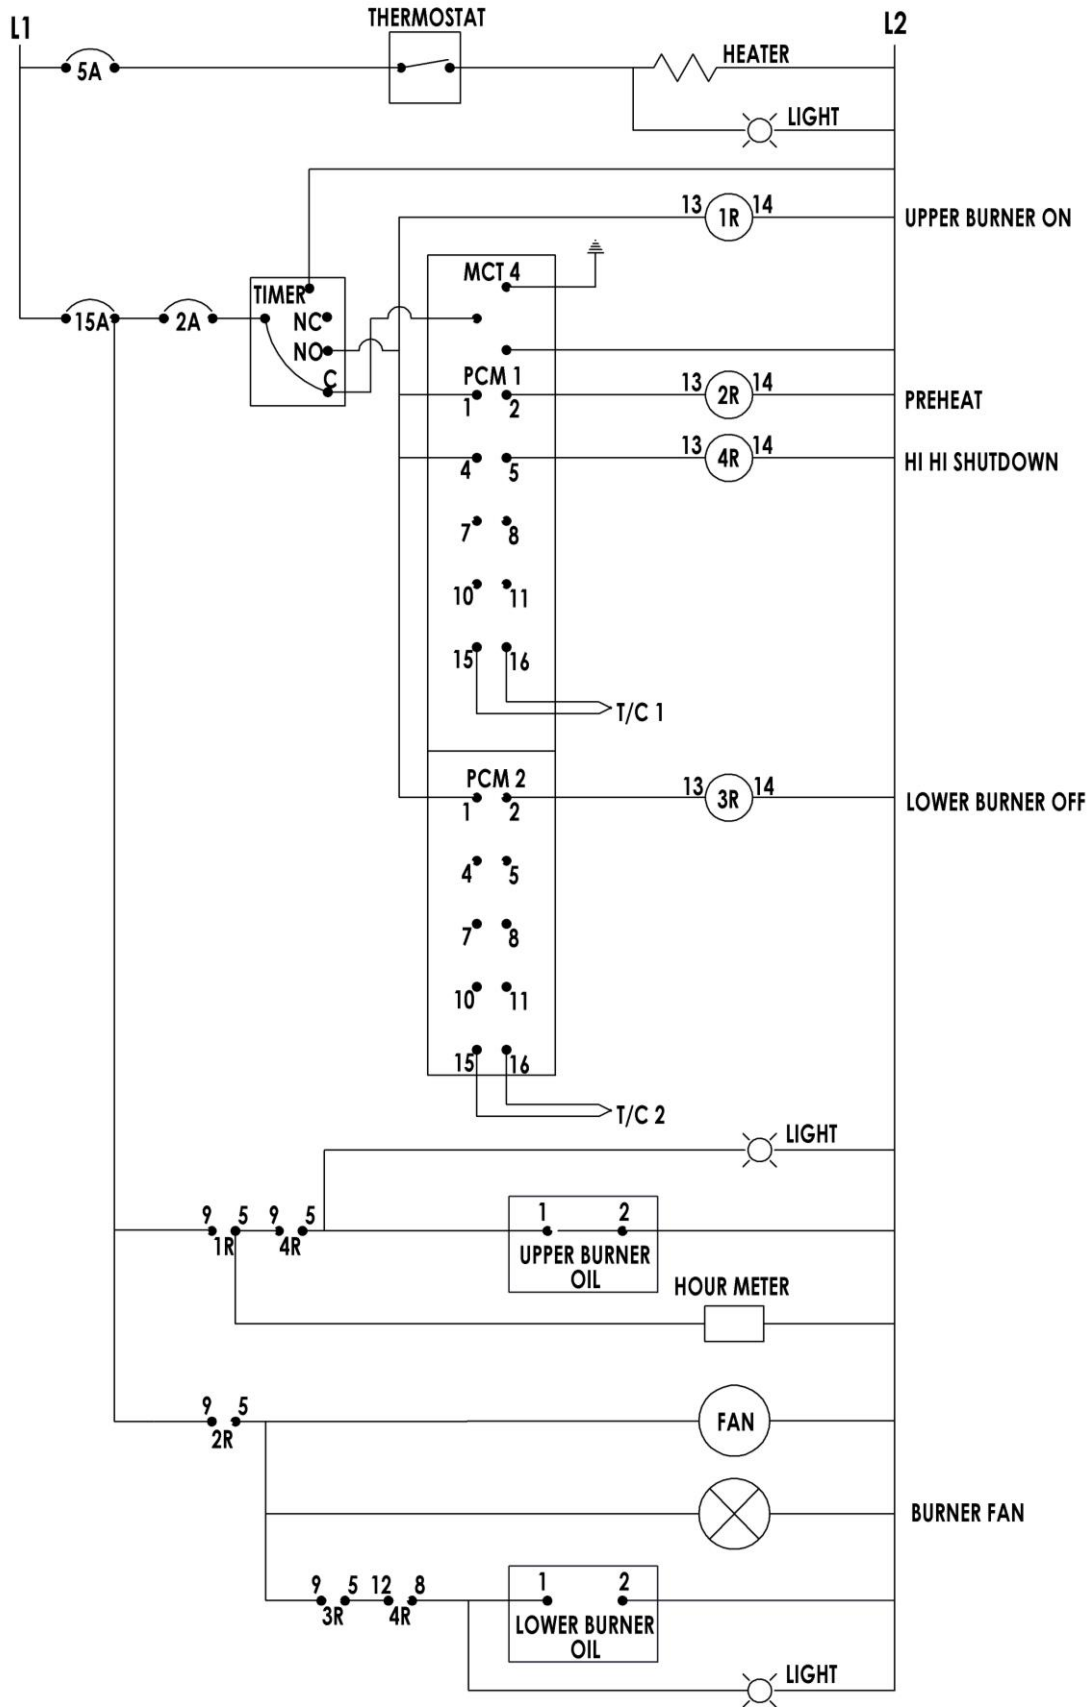 L1
THERMOSTAT
L2
5A
HEATER
LIGHT
13 1R 14
UPPER BURNER ON
MCT 4
TIMER
15A
2A
NC
NO
C
PCM 1
1 2
13 2R 14
PREHEAT
4 5
13 4R 14
HI HI SHUTDOWN
7 8
10 11
15 16
T/C 1
PCM 2
1 2
13 3R 14
LOWER BURNER OFF
4 5
7 8
10 11
15 16
T/C 2
LIGHT
9 5 9 5
1R 4R
1 2
UPPER BURNER
OIL
HOUR METER
9 5
2R
FAN
BURNER FAN
9 5 12 8
3R 4R
1 2
LOWER BURNER
OIL
LIGHT